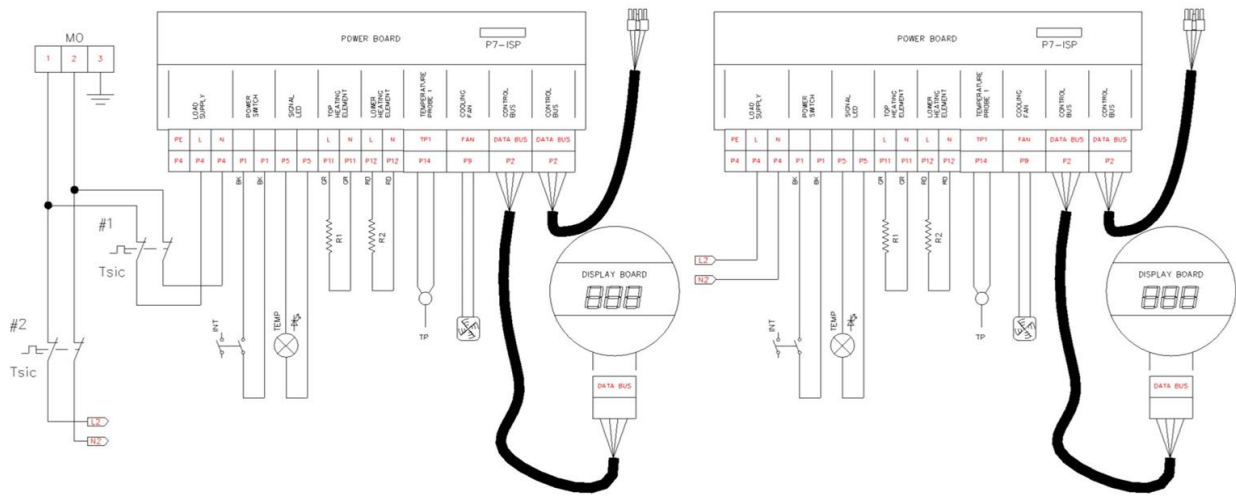 MO
1 2 3
POWER BOARD
P7-ISP
LOAD
SUPPLY
POWER
SWITCH
SIGNAL
LED
TOP
HEATING
ELEMENT
LOWER
HEATING
ELEMENT
TEMPERATURE
PROBE 1
COOLING
FAN
CONTROL
BUS
CONTROL
BUS
PE L N L N L N TP1 FAN DATA BUS DATA BUS
P4 P4 P4 P1 P1 P5 P5 P11 P11 P12 P12 P14 P9 P2 P2
BK BK GR GR RD RD
#1
Tsic
R1 R2
DISPLAY BOARD
888
INT
TEMP
TP
#2
Tsic
DATA BUS
L2
N2
POWER BOARD
P7-ISP
LOAD
SUPPLY
POWER
SWITCH
SIGNAL
LED
TOP
HEATING
ELEMENT
LOWER
HEATING
ELEMENT
TEMPERATURE
PROBE 1
COOLING
FAN
CONTROL
BUS
CONTROL
BUS
PE L N L N L N TP1 FAN DATA BUS DATA BUS
P4 P4 P4 P1 P1 P5 P5 P11 P11 P12 P12 P14 P9 P2 P2
BK BK GR GR RD RD
R1 R2
L2
N2
DISPLAY BOARD
888
INT
TEMP
TP
DATA BUS